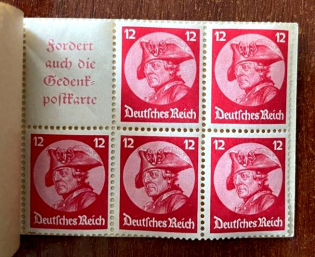 Fordert
auch die
Gedenk-
postkarte
12 12
Deutsches Reich
12 12
Deutsches Reich
12 12
Deutsches Reich
12 12
Deutsches Reich
12 12
Deutsches Reich